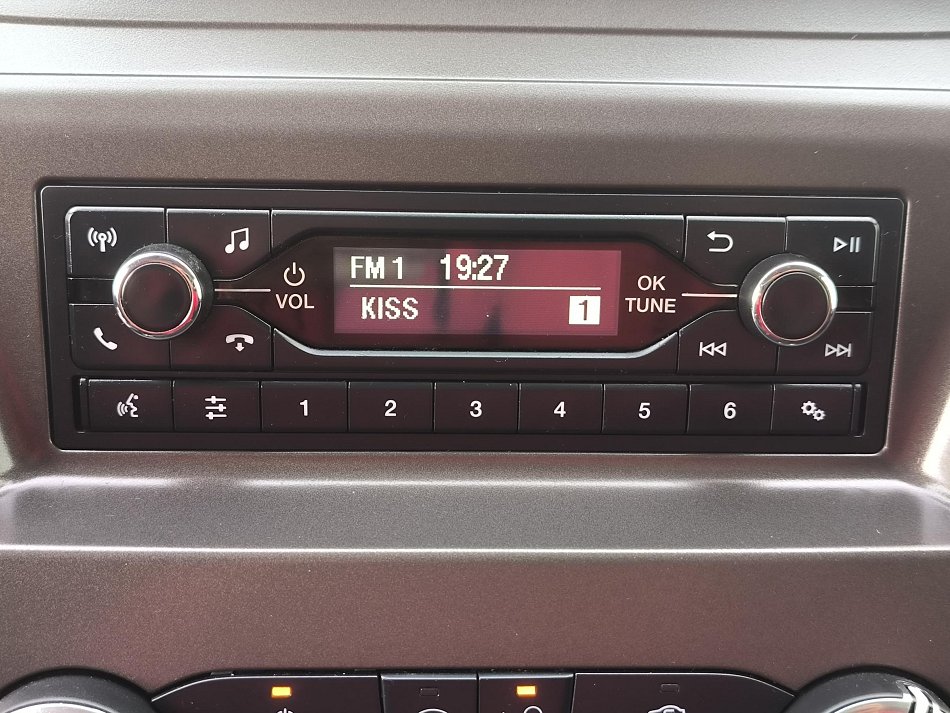 FM 1 19:27
KISS 1
VOL
OK
TUNE
1 2 3 4 5 6